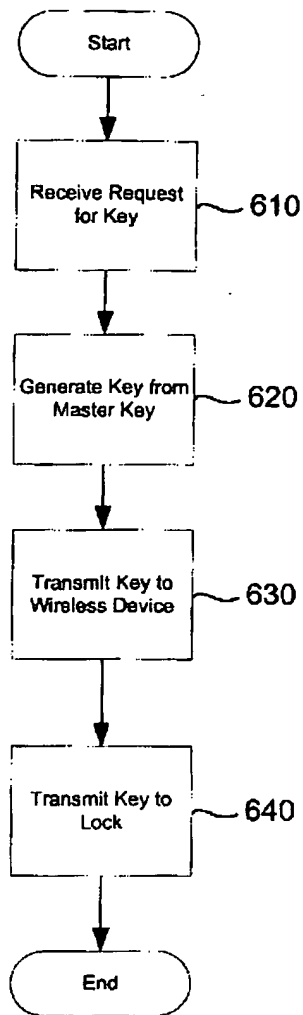 Start
Receive Request
for Key
610
Generate Key from
Master Key
620
Transmit Key to
Wireless Device
630
Transmit Key to
Lock
640
End